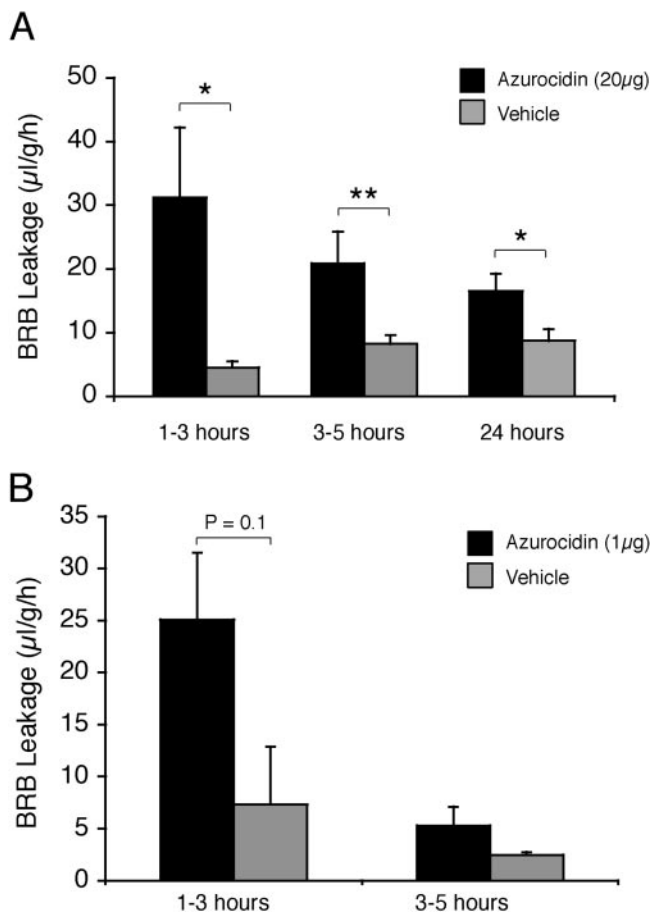 A
Azurocidin (20µg)
Vehicle
BRB Leakage (µl/g/h)
50
40
30
20
10
0
*
**
*
1-3 hours
3-5 hours
24 hours
B
Azurocidin (1µg)
Vehicle
BRB Leakage (µl/g/h)
35
30
25
20
15
10
5
0
P = 0.1
1-3 hours
3-5 hours